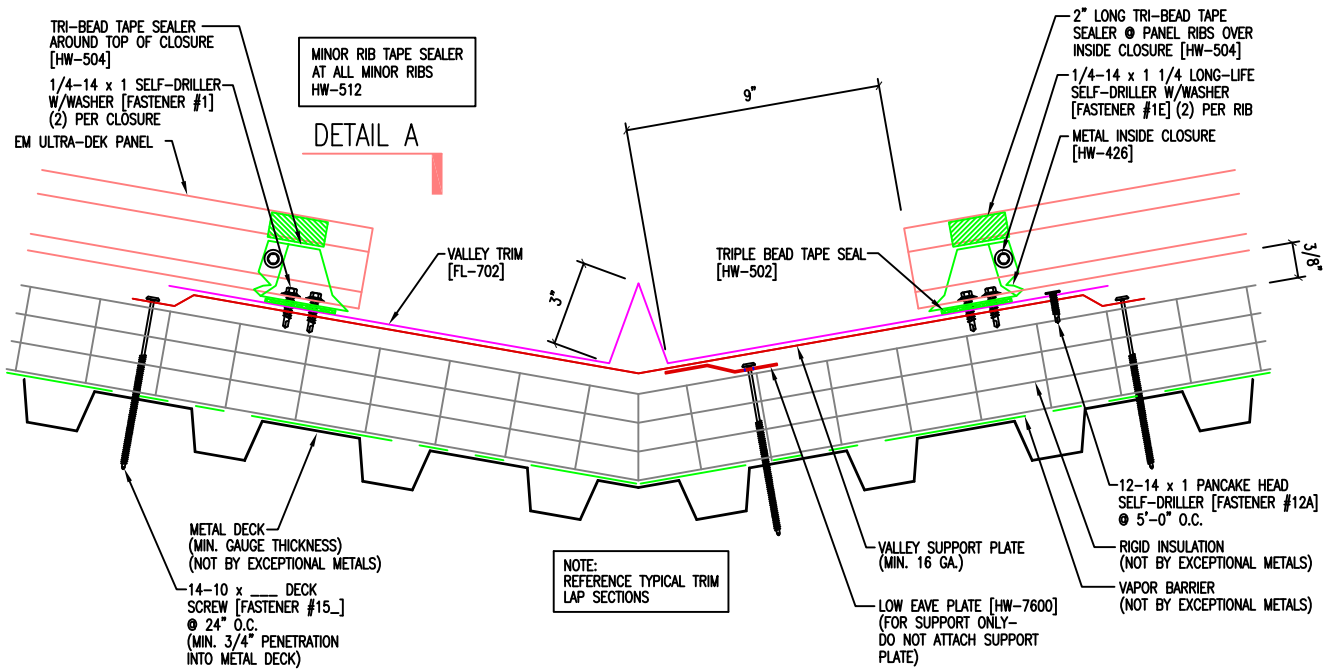 TRI-BEAD TAPE SEALER
AROUND TOP OF CLOSURE
[HW-504]
1/4-14 x 1 SELF-DRILLER
W/WASHER [FASTENER #1]
(2) PER CLOSURE
EM ULTRA-DEK PANEL
MINOR RIB TAPE SEALER
AT ALL MINOR RIBS
HW-512
DETAIL A
9"
2" LONG TRI-BEAD TAPE
SEALER @ PANEL RIBS OVER
INSIDE CLOSURE [HW-504]
1/4-14 x 1 1/4 LONG-LIFE
SELF-DRILLER W/WASHER
[FASTENER #1E] (2) PER RIB
METAL INSIDE CLOSURE
[HW-426]
VALLEY TRIM
[FL-702]
3"
TRIPLE BEAD TAPE SEAL
[HW-502]
3/8"
METAL DECK
(MIN. GAUGE THICKNESS)
(NOT BY EXCEPTIONAL METALS)
14-10 x ___ DECK
SCREW [FASTENER #15_]
@ 24" O.C.
(MIN. 3/4" PENETRATION
INTO METAL DECK)
NOTE:
REFERENCE TYPICAL TRIM
LAP SECTIONS
VALLEY SUPPORT PLATE
(MIN. 16 GA.)
LOW EAVE PLATE [HW-7600]
(FOR SUPPORT ONLY-
DO NOT ATTACH SUPPORT
PLATE)
12-14 x 1 PANCAKE HEAD
SELF-DRILLER [FASTENER #12A]
@ 5'-0" O.C.
RIGID INSULATION
(NOT BY EXCEPTIONAL METALS)
VAPOR BARRIER
(NOT BY EXCEPTIONAL METALS)